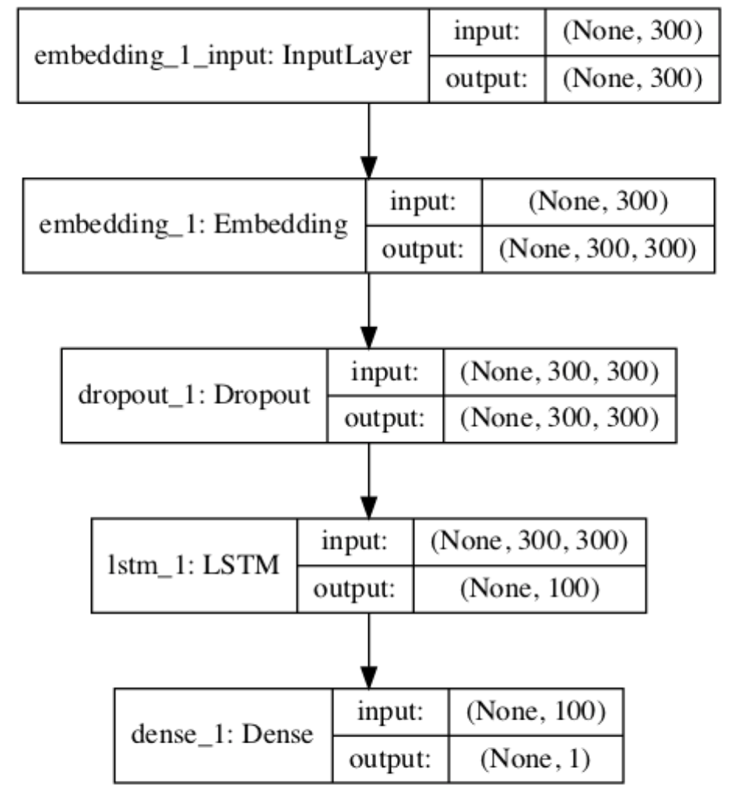 embedding_1_input: InputLayer
input: (None, 300)
output: (None, 300)
embedding_1: Embedding
input: (None, 300)
output: (None, 300, 300)
dropout_1: Dropout
input: (None, 300, 300)
output: (None, 300, 300)
lstm_1: LSTM
input: (None, 300, 300)
output: (None, 100)
dense_1: Dense
input: (None, 100)
output: (None, 1)